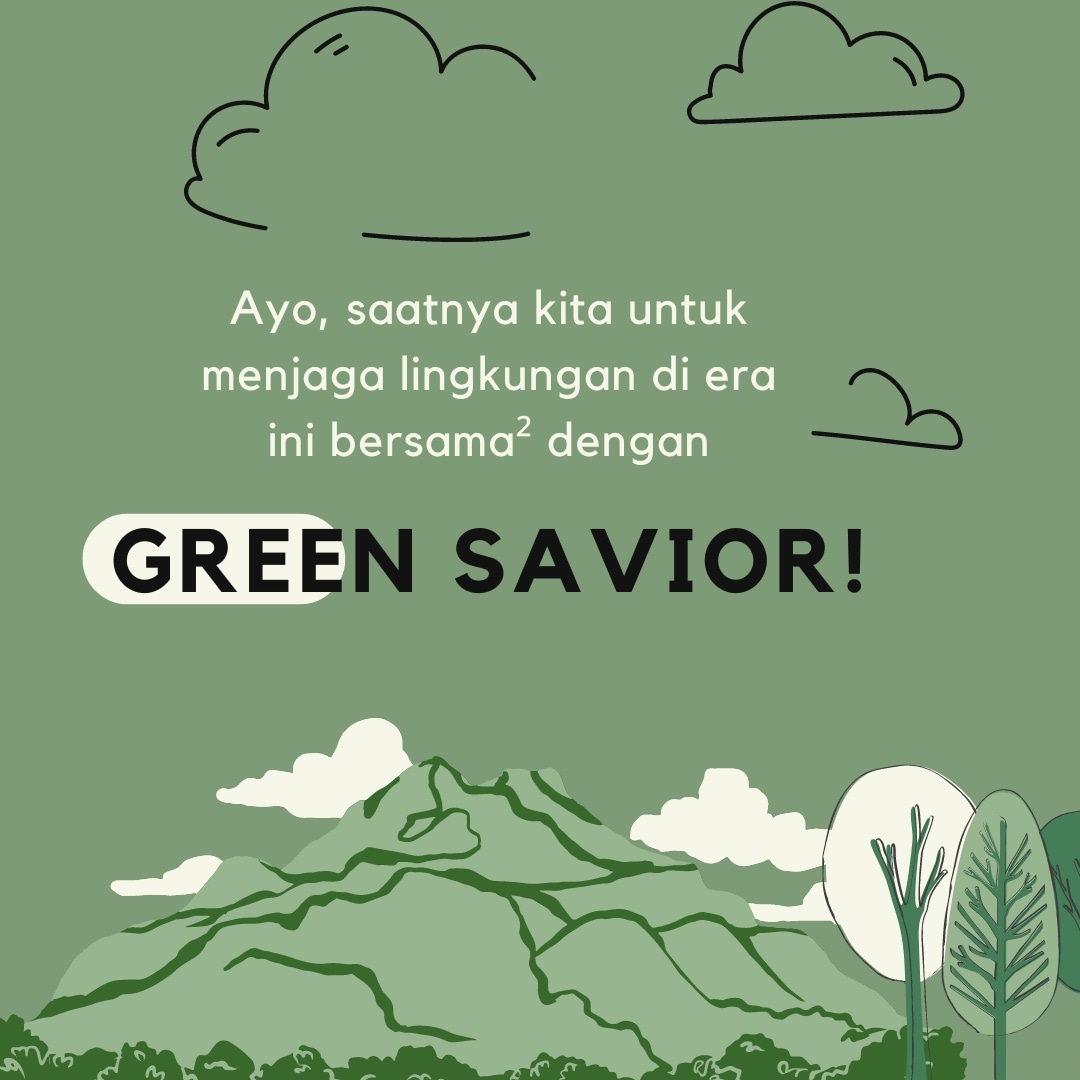 Ayo, saatnya kita untuk
menjaga lingkungan di era
ini bersama² dengan
GREEN SAVIOR!